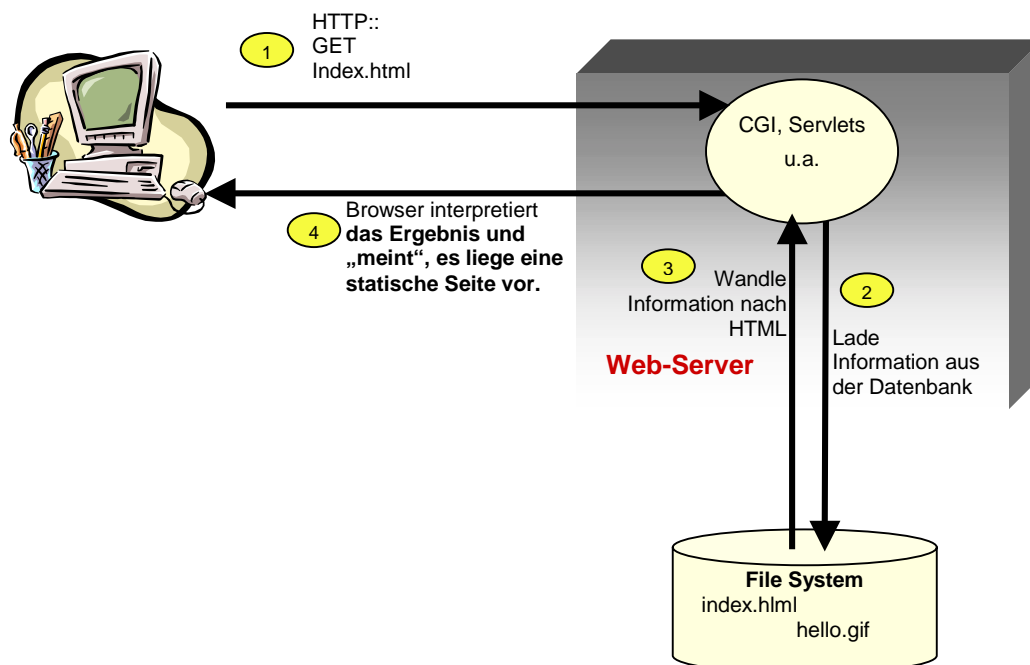 HTTP::
GET
Index.html
1
CGI, Servlets
u.a.
4
Browser interpretiert
das Ergebnis und
„meint“, es liege eine
statische Seite vor.
3
Wandle
Information nach
HTML
2
Lade
Information aus
der Datenbank
Web-Server
File System
index.hlml
hello.gif